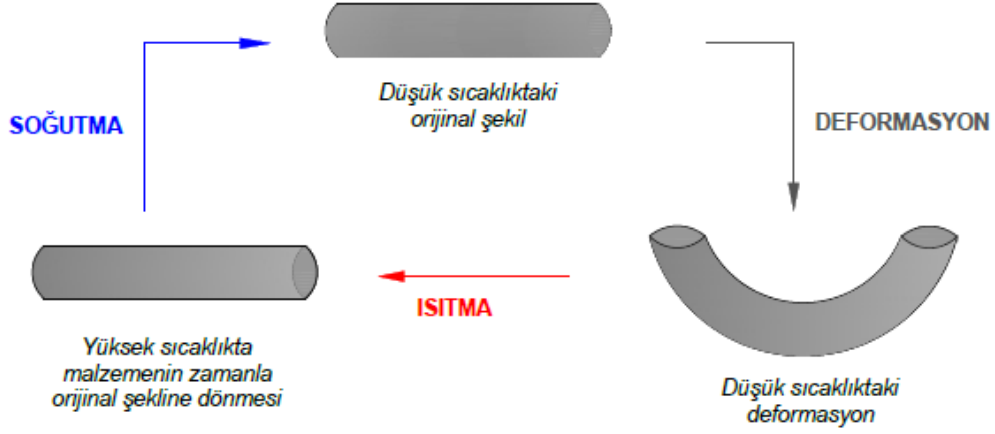 Düşük sıcaklıktaki
orijinal şekil
SOĞUTMA
DEFORMASYON
ISITMA
Yüksek sıcaklıkta
malzemenin zamanla
orijinal şekline dönmesi
Düşük sıcaklıktaki
deformasyon